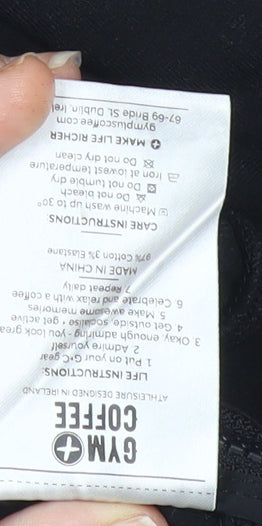 GYM+
COFFEE
ATHLEISURE DESIGNED IN IRELAND
LIFE INSTRUCTIONS:
1 Put on your G+C gear
2 Admire yourself
3 Okay, enough admiring - you look great
4 Get outside, socialise + get active
5 Make awesome memories
6 Celebrate and relax with a coffee
7 Repeat daily
MADE IN CHINA
97% Cotton 3% Elastane
CARE INSTRUCTIONS:
Machine wash up to 30°
Do not bleach
Do not tumble dry
Iron at low temperature
Do not dry clean
MAKE LIFE RICHER
gympluscoffee.com
67-69 Bride St. Dublin, Irel